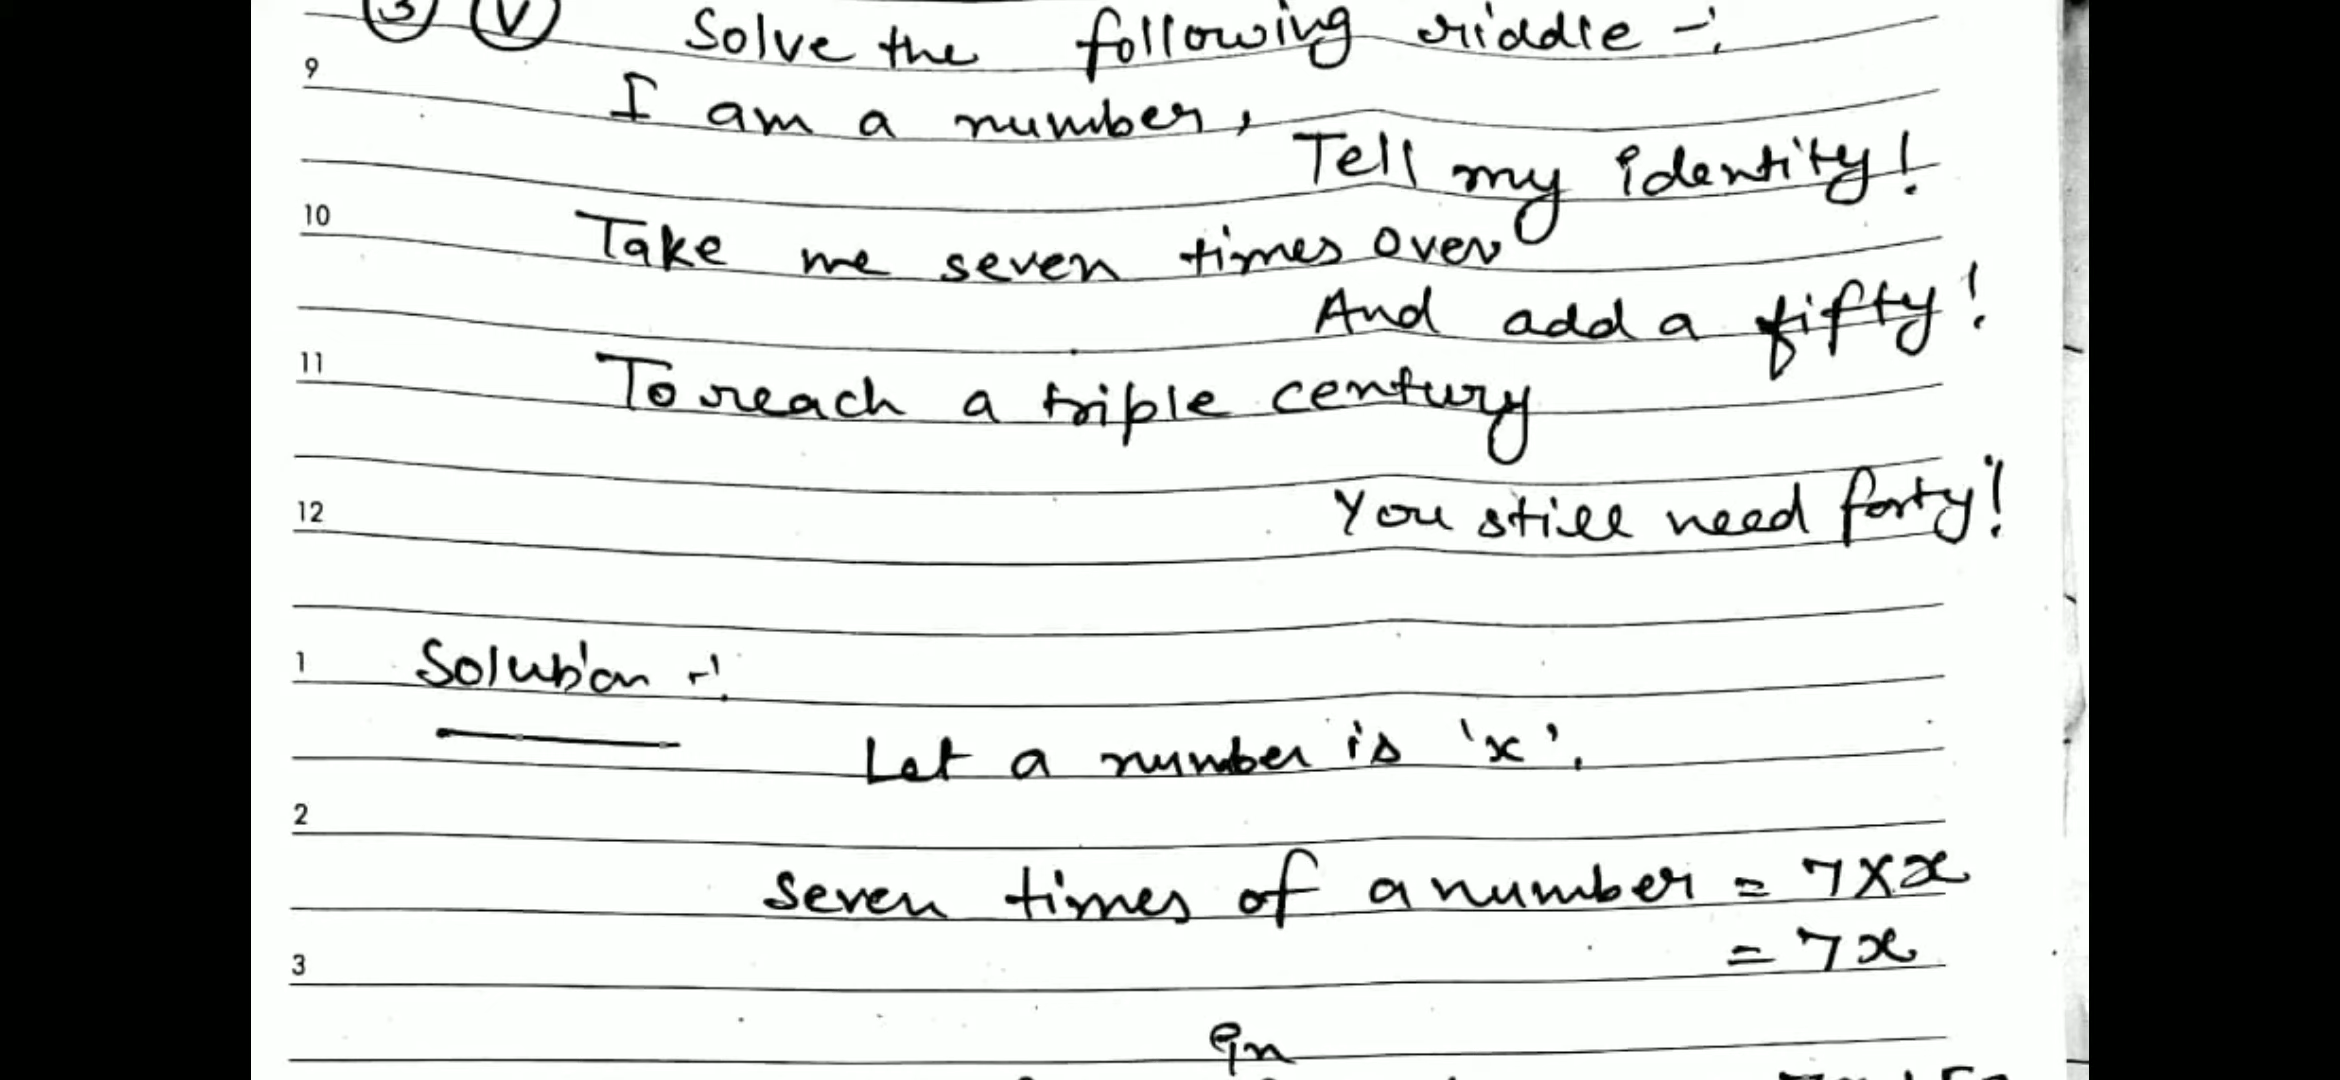 3 V Solve the following riddle -:
9
I am a number,
Tell my identity!
10
Take me seven times over
And add a fifty!
11
To reach a triple century
12
You still need forty!
1
Solution -:
Let a number is 'x'.
2
seven times of a number = 7×x
= 7x
3